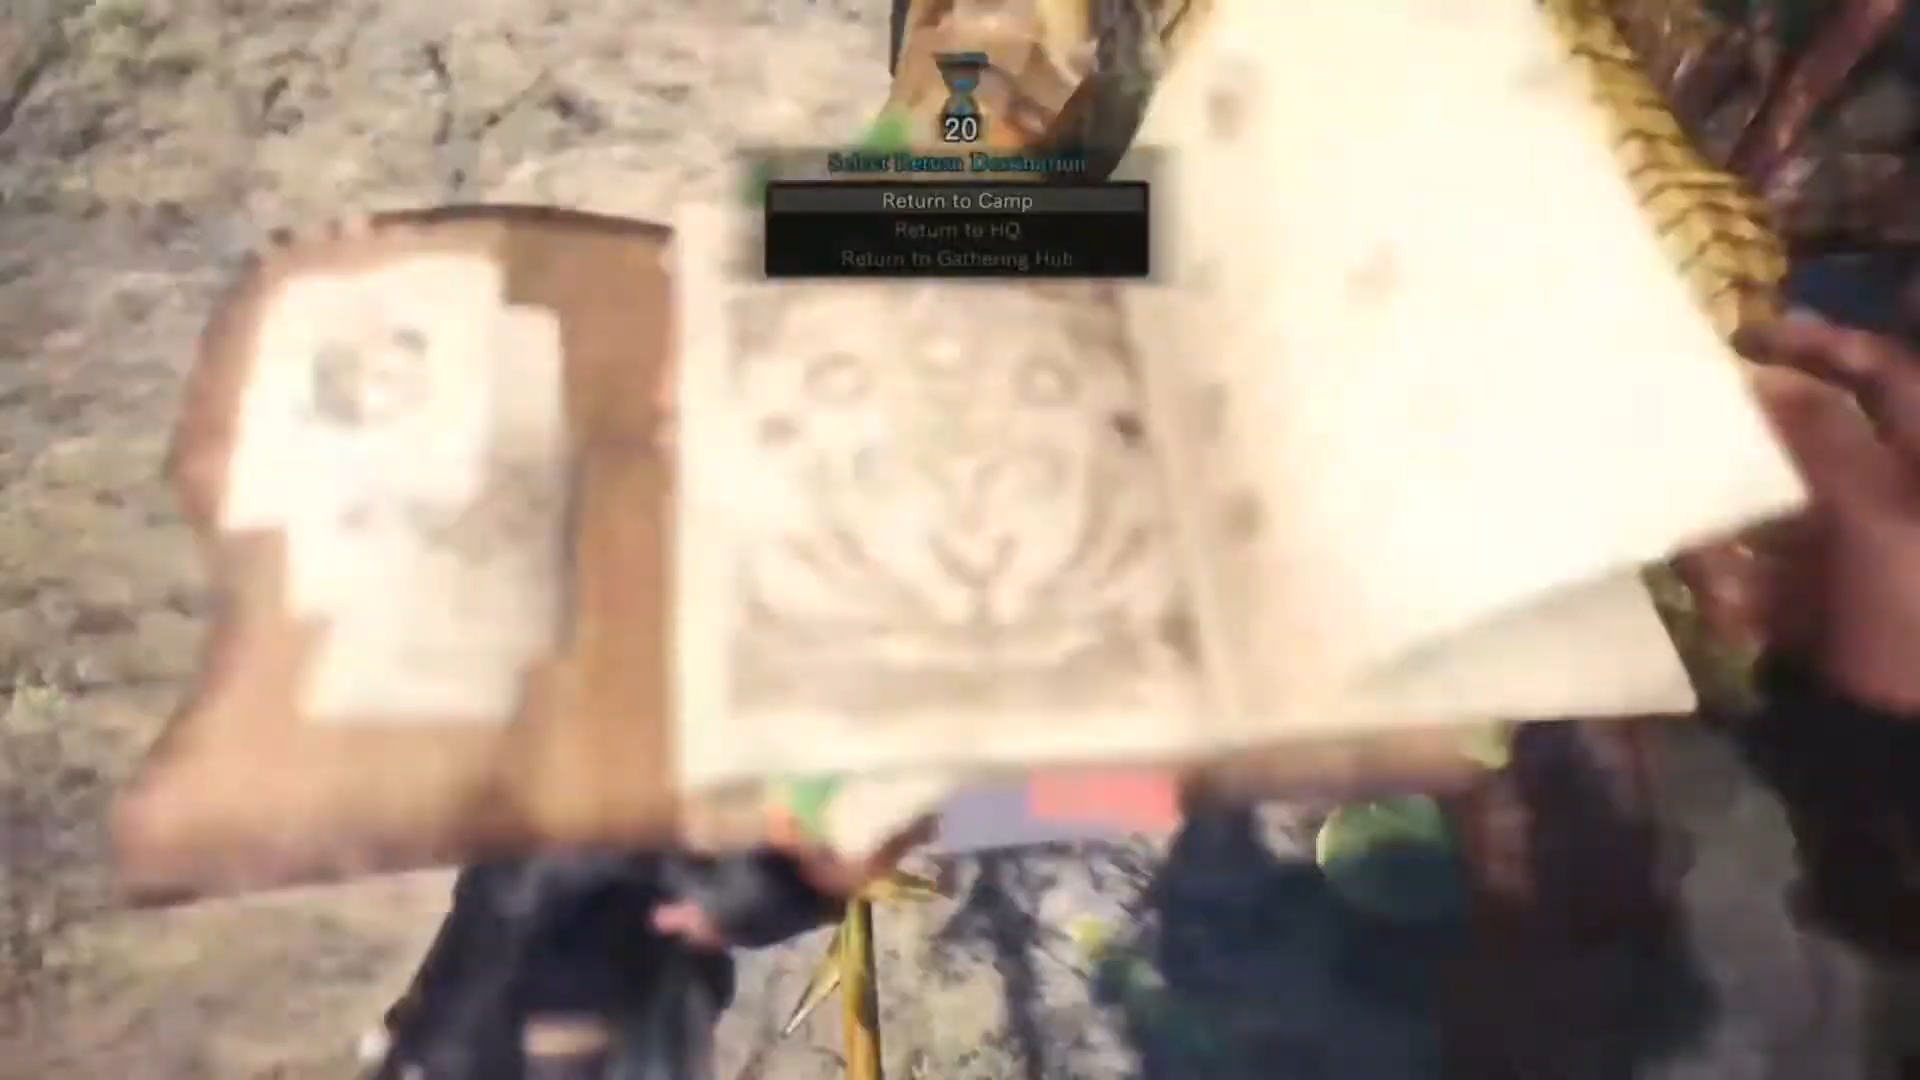 20
Select Return Destination
Return to Camp
Return to HQ
Return to Gathering Hub